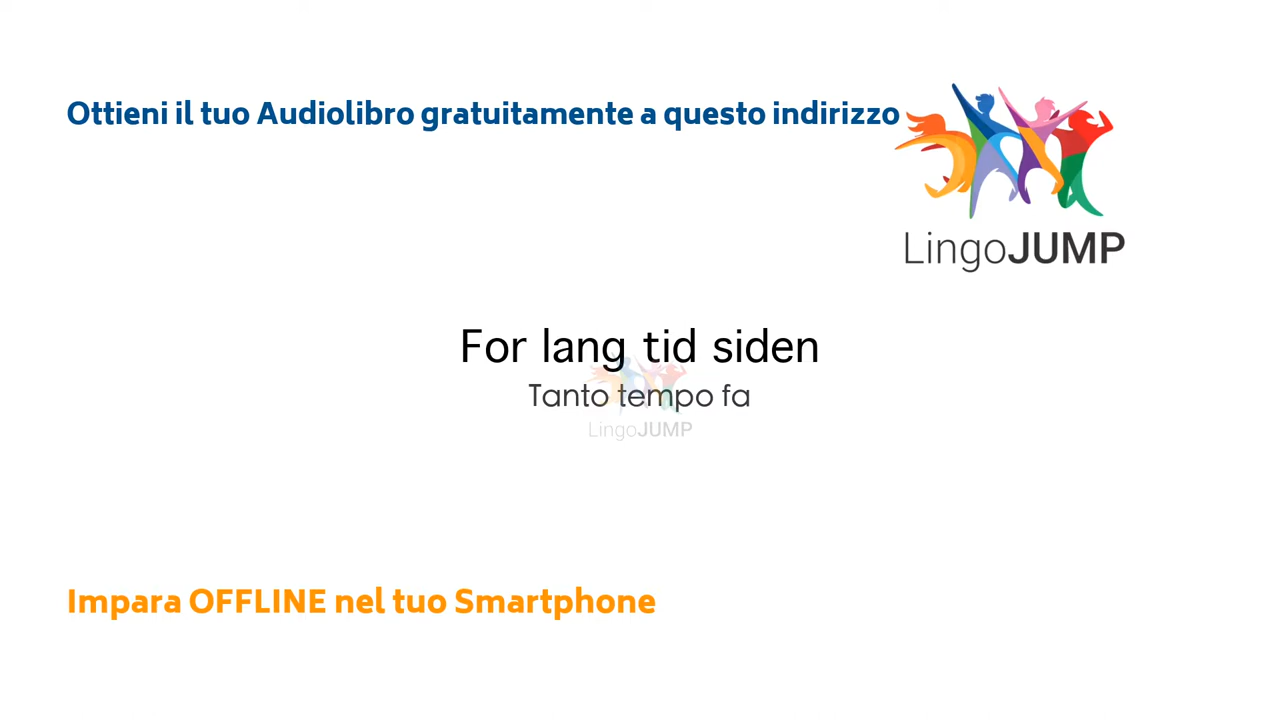 Ottieni il tuo Audiolibro gratuitamente a questo indirizzo
LingoJUMP
For lang tid siden
Tanto tempo fa
LingoJUMP
Impara OFFLINE nel tuo Smartphone